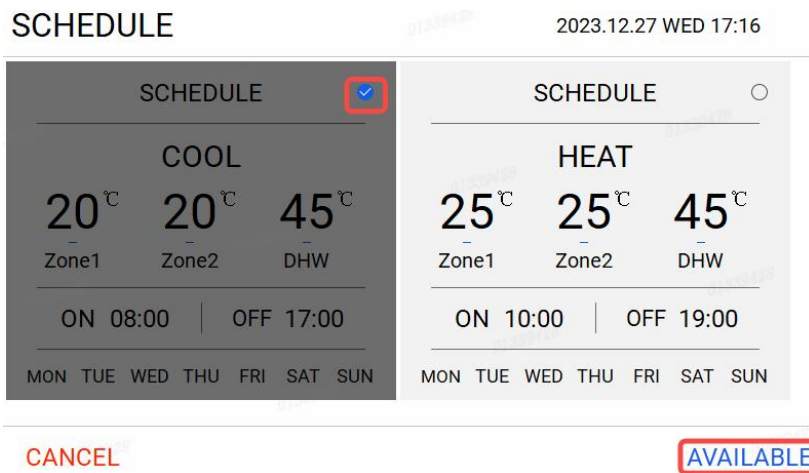 SCHEDULE
2023.12.27 WED 17:16
SCHEDULE
COOL
20℃ 20℃ 45℃
Zone1 Zone2 DHW
ON 08:00 OFF 17:00
MON TUE WED THU FRI SAT SUN
SCHEDULE
HEAT
25℃ 25℃ 45℃
Zone1 Zone2 DHW
ON 10:00 OFF 19:00
MON TUE WED THU FRI SAT SUN
CANCEL
AVAILABLE